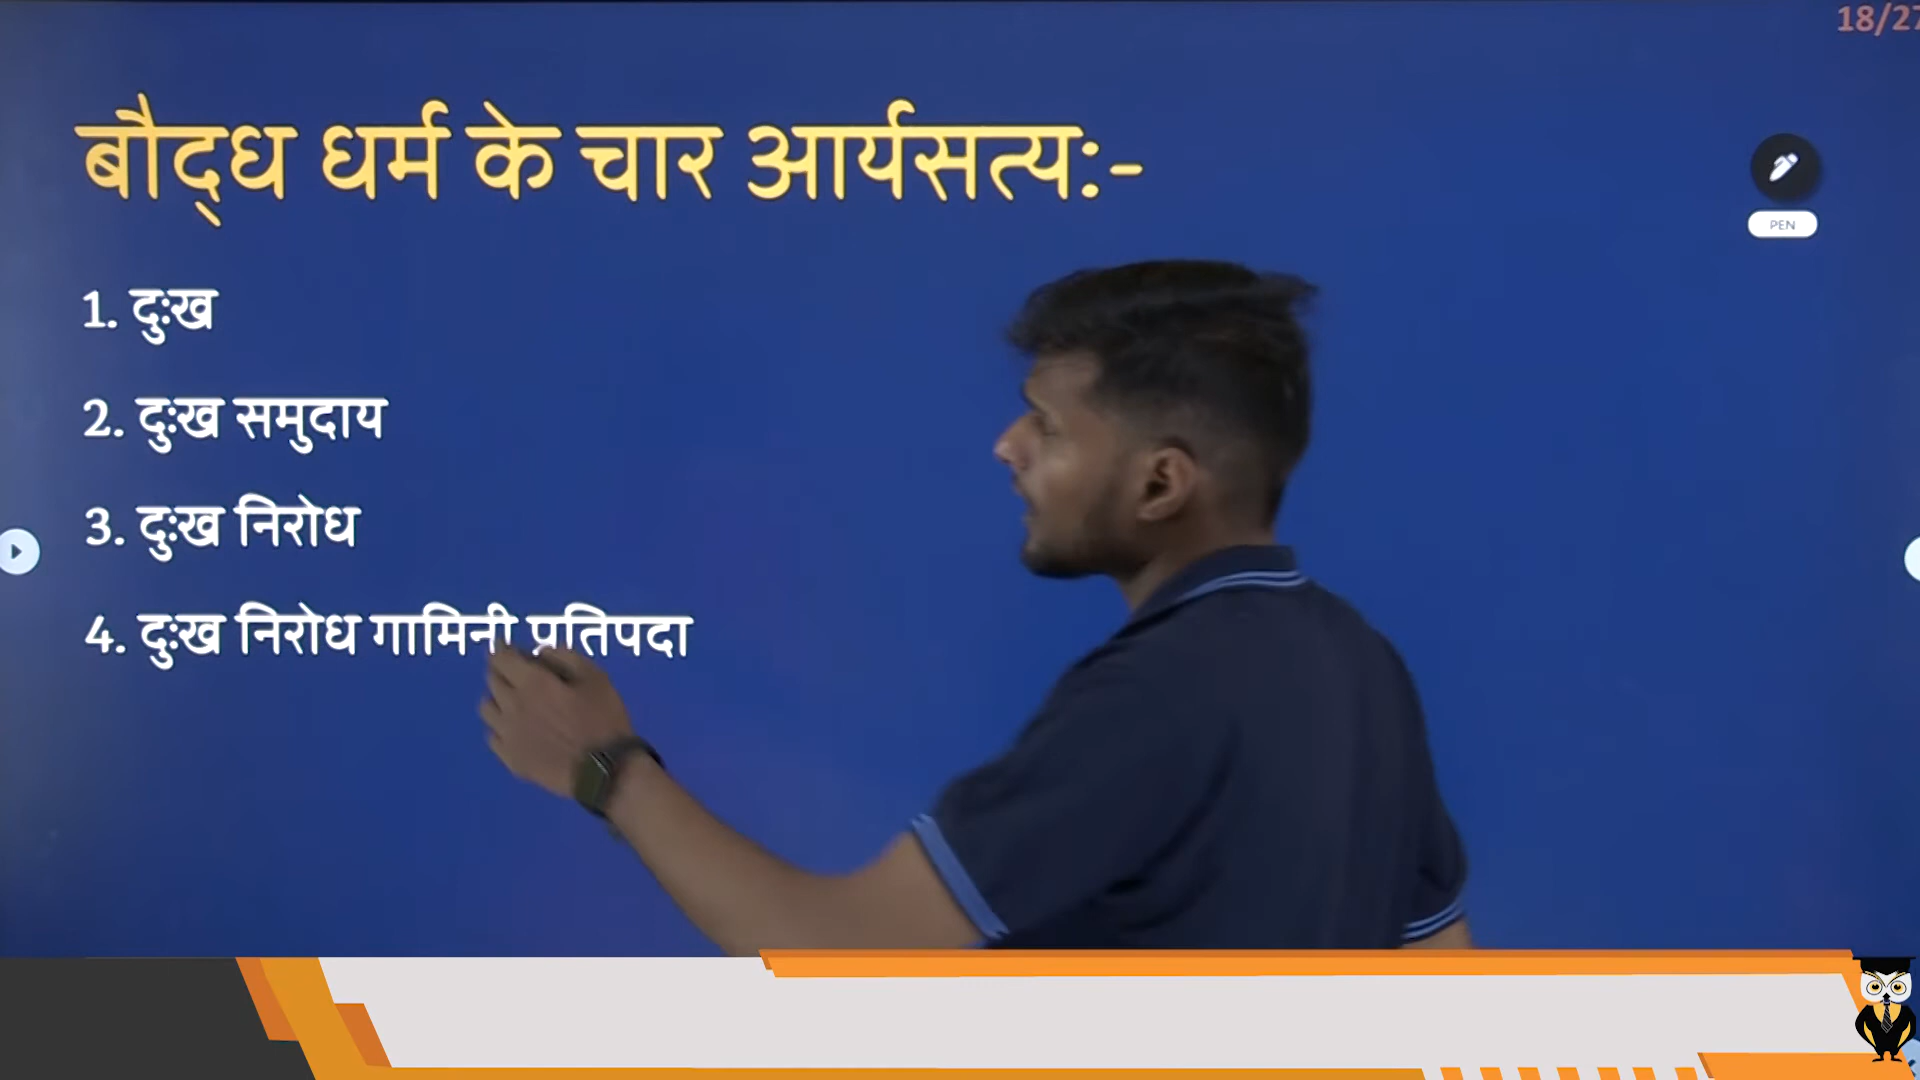 18/27
बौद्ध धर्म के चार आर्यसत्य:-
PEN
1. दुःख
2. दुःख समुदाय
3. दुःख निरोध
4. दुःख निरोध गामिनी प्रतिपदा